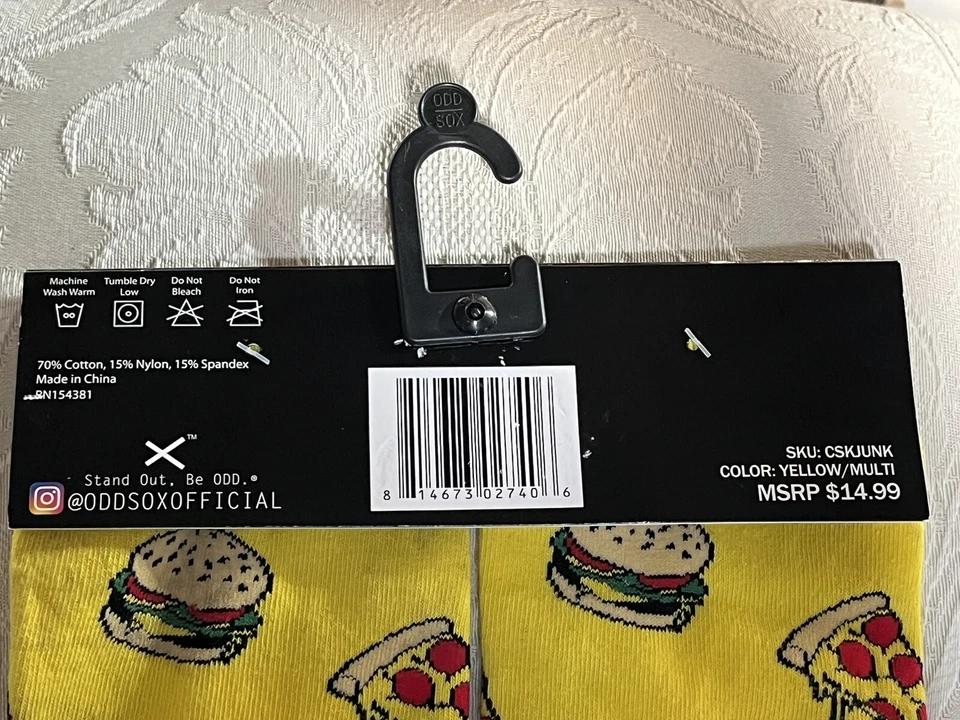 ODD
SOX
Machine
Wash Warm
Tumble Dry
Low
Do Not
Bleach
Do Not
Iron
70% Cotton, 15% Nylon, 15% Spandex
Made in China
RN154381
X™
Stand Out, Be ODD.®
@ODDSOXOFFICIAL
8 14673 02740 6
SKU: CSKJUNK
COLOR: YELLOW/MULTI
MSRP $14.99